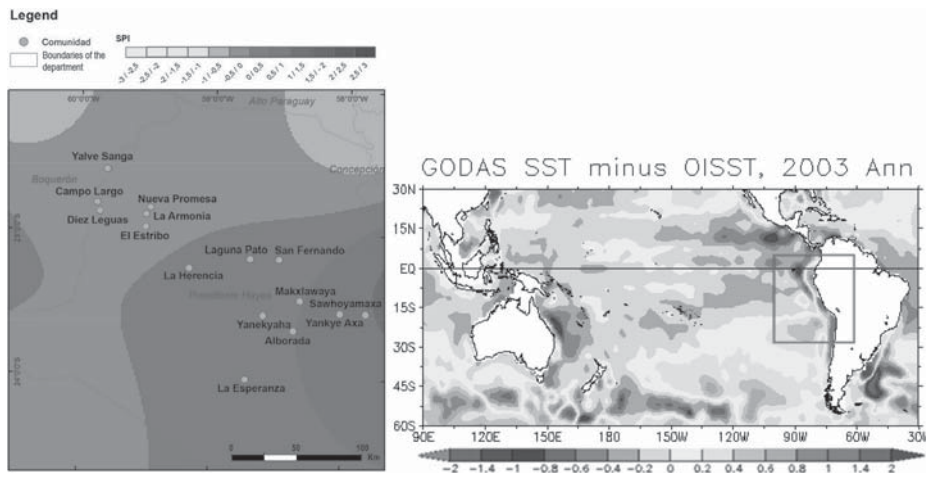 Legend
Comunidad
Boundaries of the
department
SPI
-3 / -2,5
-2,5 / -2
-2 / -1,5
-1,5 / -1
-1 / -0,5
-0,5 / 0
0 / 0,5
0,5 / 1
1 / 1,5
1,5 / 2
2 / 2,5
2,5 / 3
60°0'0"W
58°0'0"W
Alto Paraguay
Concepción
Yalve Sanga
Boquerón
Campo Largo
Nueva Promesa
La Armonia
Diez Leguas
El Estribo
Laguna Pato
San Fernando
La Herencia
Presidente Hayes
Makxlawaya
Sawhoyamaxa
Yanekyaha
Yankye Axa
Alborada
La Esperanza
0 50 100
Km
GODAS SST minus OISST, 2003 Ann
30N
15N
EQ
15S
30S
45S
60S
90E 120E 150E 180 150W 120W 90W 60W 30W
-2 -1.4 -1 -0.8 -0.6 -0.4 -0.2 0 0.2 0.4 0.6 0.8 1 1.4 2